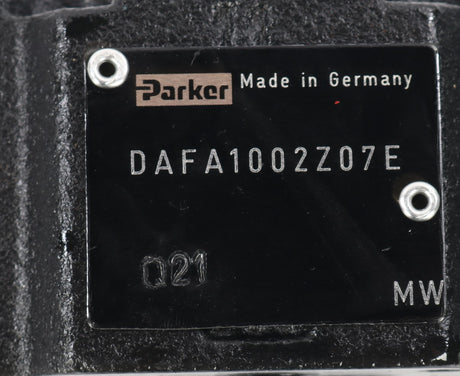 Parker Made in Germany
DAFA1002Z07E
Q21
MW